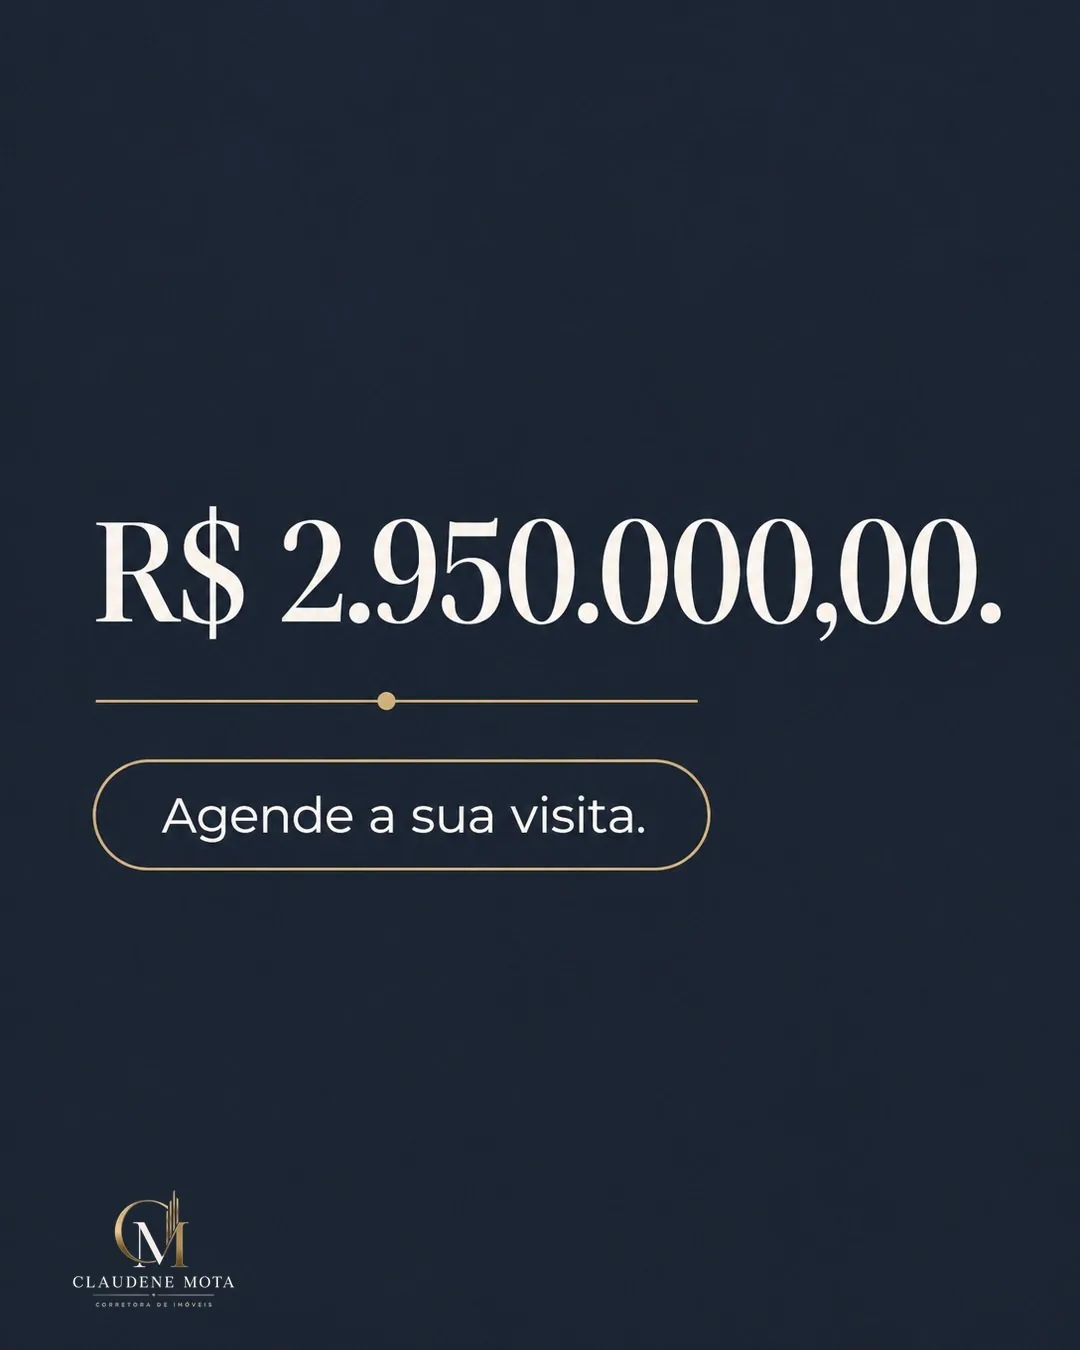 R$ 2.950.000,00.
Agende a sua visita.
CM
CLAUDENE MOTA
CORRETORA DE IMÓVEIS